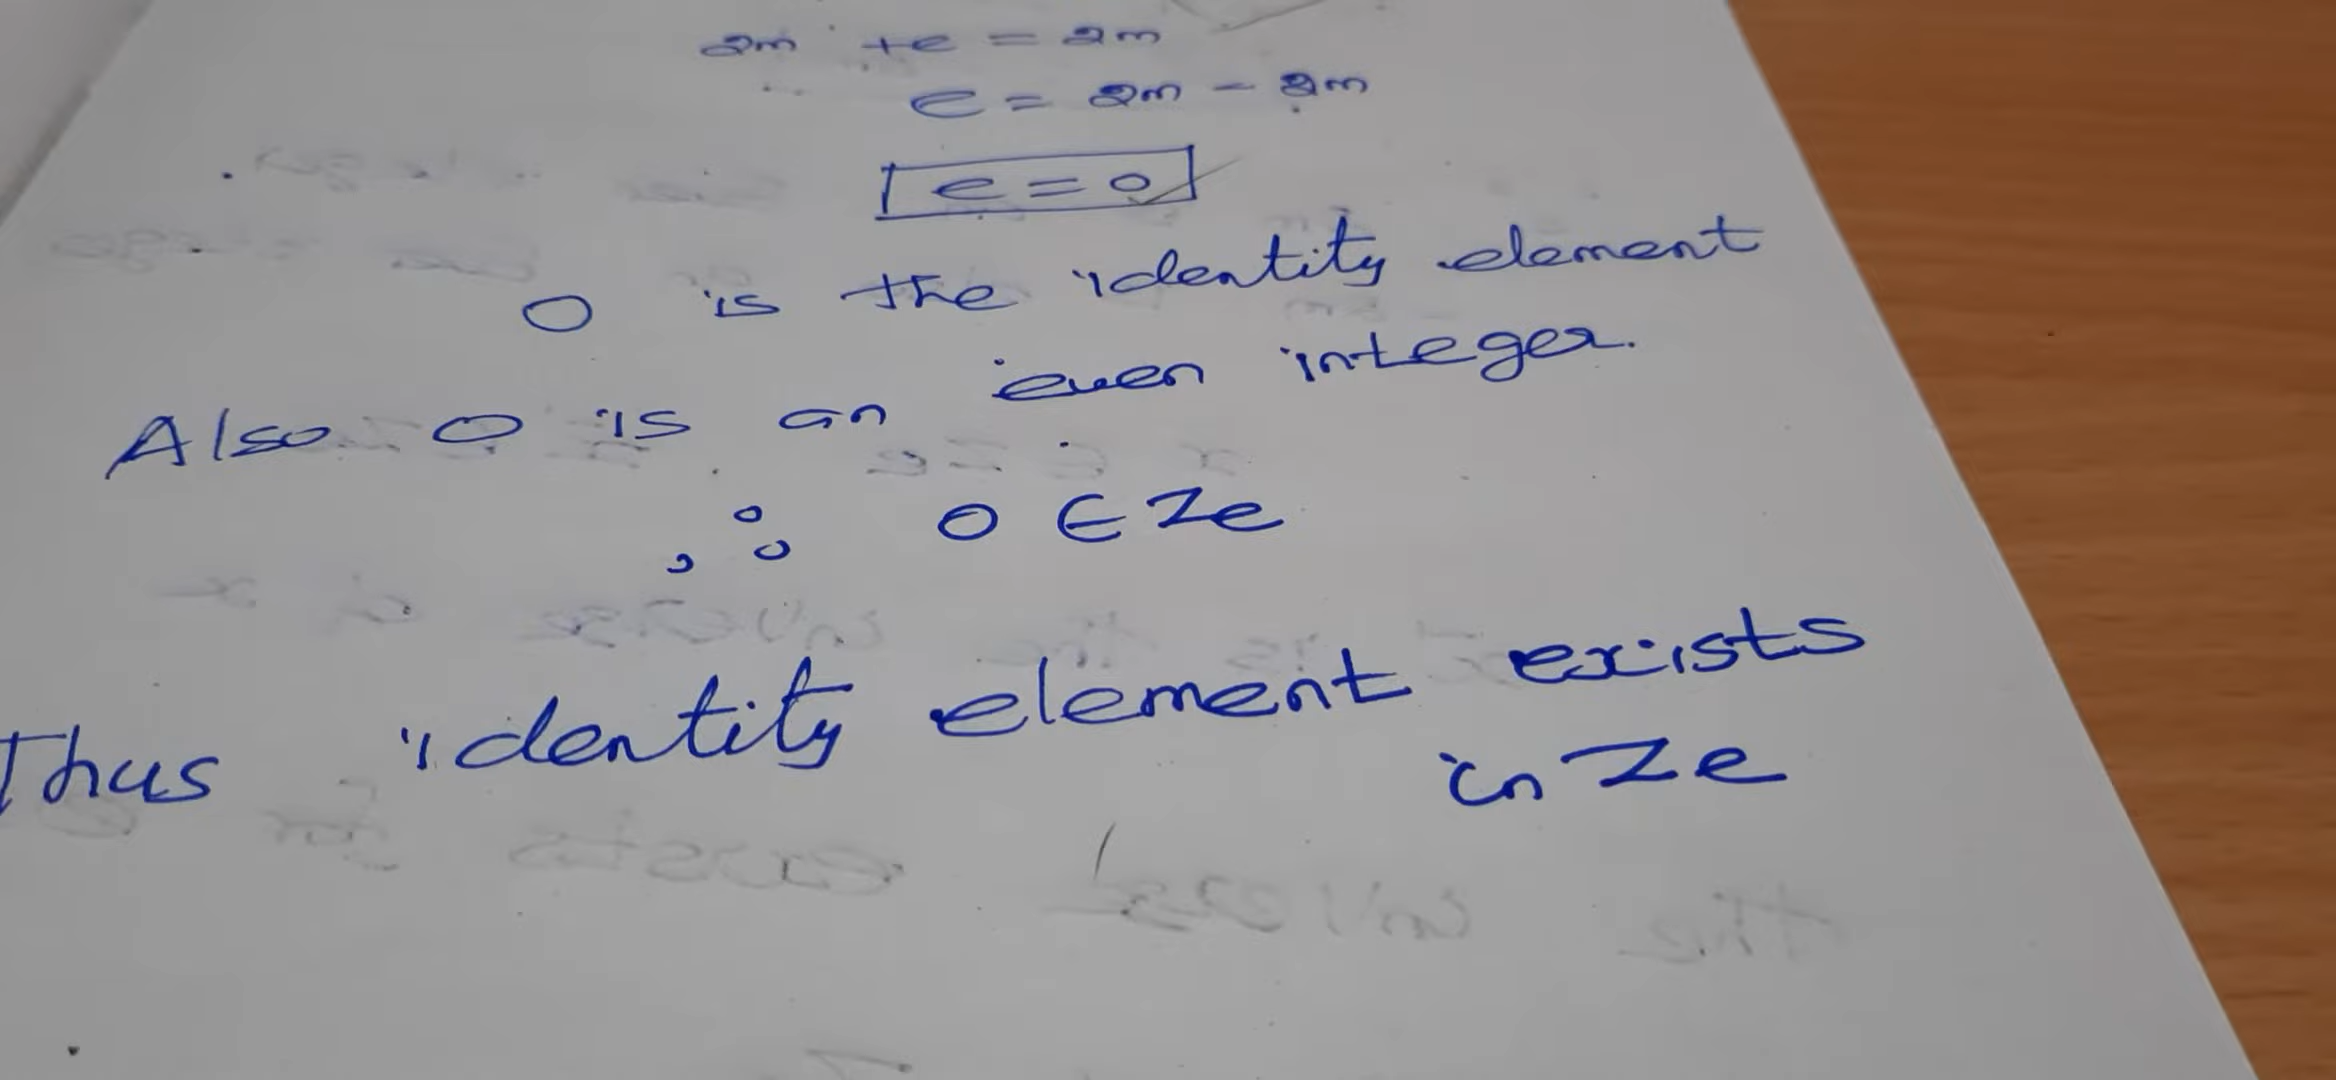 2m + e = 2m
e = 2m - 2m
e = 0
0 is the identity element
Also 0 is an even integer.
∴ 0 ∈ Ze
Thus identity element exists
in Ze